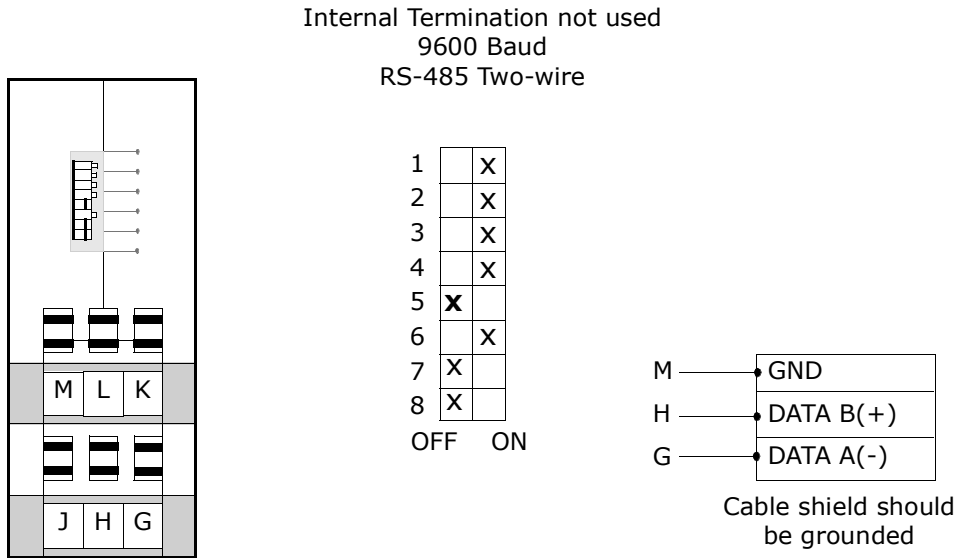 Internal Termination not used
9600 Baud
RS-485 Two-wire
1 x
2 x
3 x
4 x
5 x
6 x
7 x
8 x
OFF ON
M L K
J H G
M GND
H DATA B(+)
G DATA A(-)
Cable shield should
be grounded